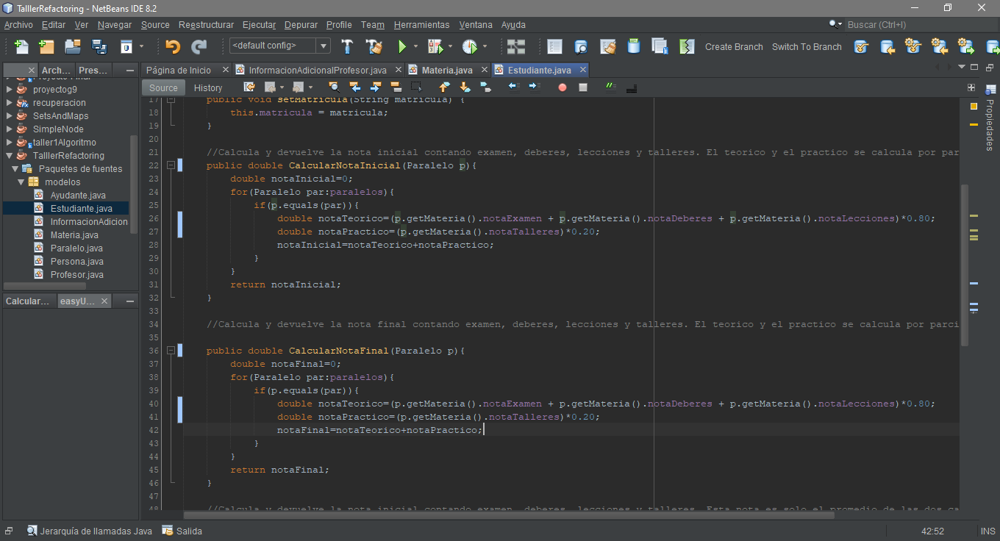 TalllerRefactoring - NetBeans IDE 8.2
Archivo Editar Ver Navegar Source Reestructurar Ejecutar Depurar Profile Team Herramientas Ventana Ayuda
Buscar (Ctrl+I)
<default config>
Create Branch Switch To Branch
Arch... Pres...
Página de Inicio InformacionAdicionalProfesor.java Materia.java Estudiante.java
Source History
Propiedades
Proyecto Final
proyectog9
recuperacion
SetsAndMaps
SimpleNode
taller1Algoritmo
TalllerRefactoring
Paquetes de fuentes
modelos
Ayudante.java
Estudiante.java
InformacionAdicion
Materia.java
Paralelo.java
Persona.java
Profesor.java
Calcular... easyU...
17 public void setMatricula(String matricula) {
18 this.matricula = matricula;
19 }
20
21 //Calcula y devuelve la nota inicial contando examen, deberes, lecciones y talleres. El teorico y el practico se calcula por par
22 public double CalcularNotaInicial(Paralelo p){
23 double notaInicial=0;
24 for(Paralelo par:paralelos){
25 if(p.equals(par)){
26 double notaTeorico=(p.getMateria().notaExamen + p.getMateria().notaDeberes + p.getMateria().notaLecciones)*0.80;
27 double notaPractico=(p.getMateria().notaTalleres)*0.20;
28 notaInicial=notaTeorico+notaPractico;
29 }
30 }
31 return notaInicial;
32 }
33
34 //Calcula y devuelve la nota final contando examen, deberes, lecciones y talleres. El teorico y el practico se calcula por parci
35
36 public double CalcularNotaFinal(Paralelo p){
37 double notaFinal=0;
38 for(Paralelo par:paralelos){
39 if(p.equals(par)){
40 double notaTeorico=(p.getMateria().notaExamen + p.getMateria().notaDeberes + p.getMateria().notaLecciones)*0.80;
41 double notaPractico=(p.getMateria().notaTalleres)*0.20;
42 notaFinal=notaTeorico+notaPractico;
43 }
44 }
45 return notaFinal;
46 }
47
48 //Calcula y devuelve la nota inicial contando examen, deberes, lecciones y talleres. Esta nota es solo el promedio de las dos ca
Jerarquía de llamadas Java Salida
42:52 INS